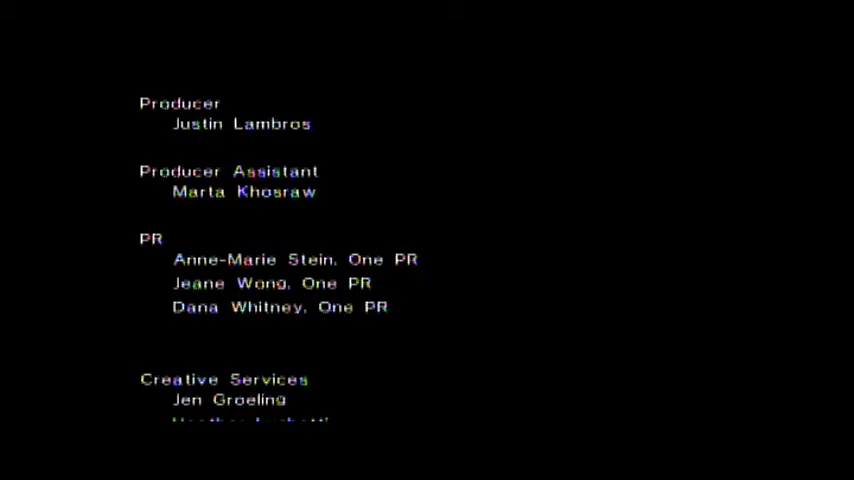 Producer
Justin Lambros
Producer Assistant
Marta Khosraw
PR
Anne-Marie Stein, One PR
Jeane Wong, One PR
Dana Whitney, One PR
Creative Services
Jen Groeling
Heather